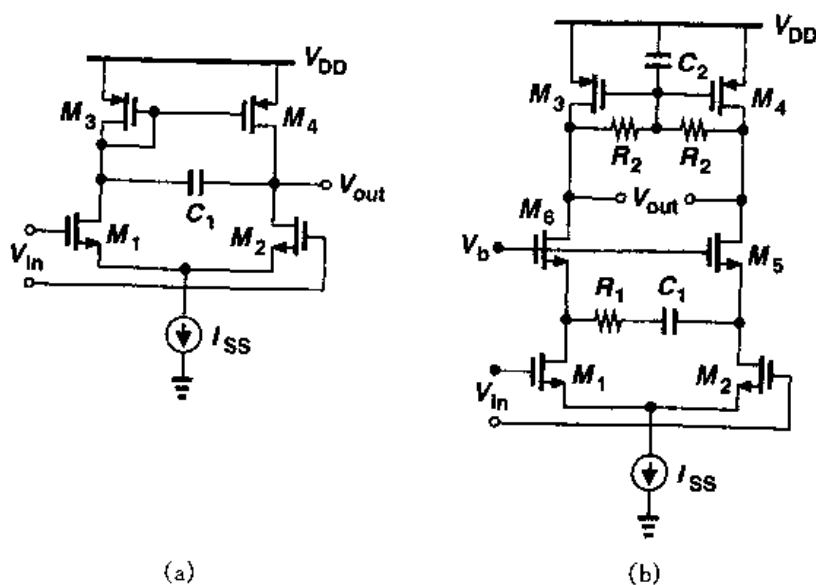 V_DD
M_3
M_4
C_1
V_out
V_in
M_1
M_2
I_SS
(a)
V_DD
C_2
M_3
M_4
R_2
R_2
M_6
V_out
V_b
M_5
R_1
C_1
V_in
M_1
M_2
I_SS
(b)